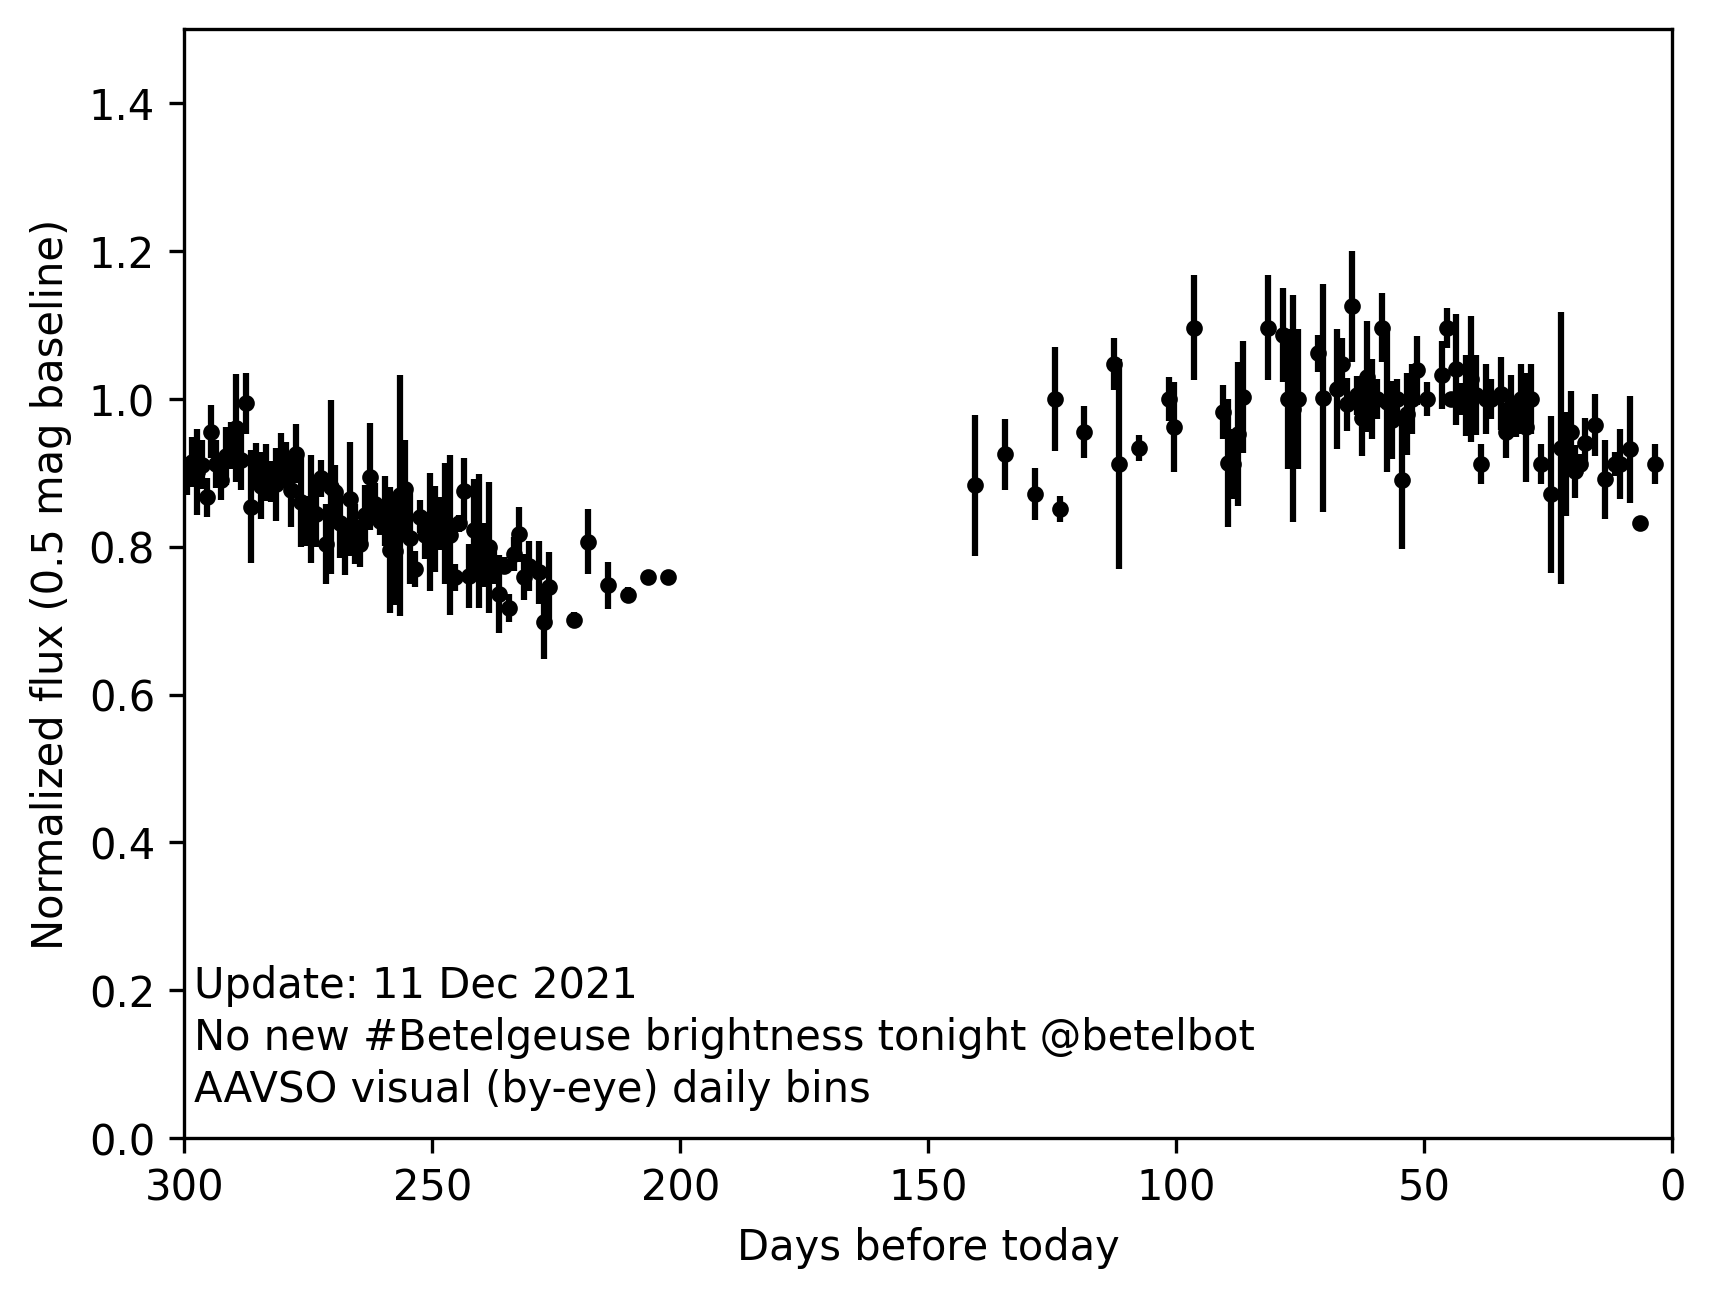 1.4
1.2
1.0
0.8
0.6
0.4
0.2
0.0
Normalized flux (0.5 mag baseline)
Update: 11 Dec 2021
No new #Betelgeuse brightness tonight @betelbot
AAVSO visual (by-eye) daily bins
300 250 200 150 100 50 0
Days before today